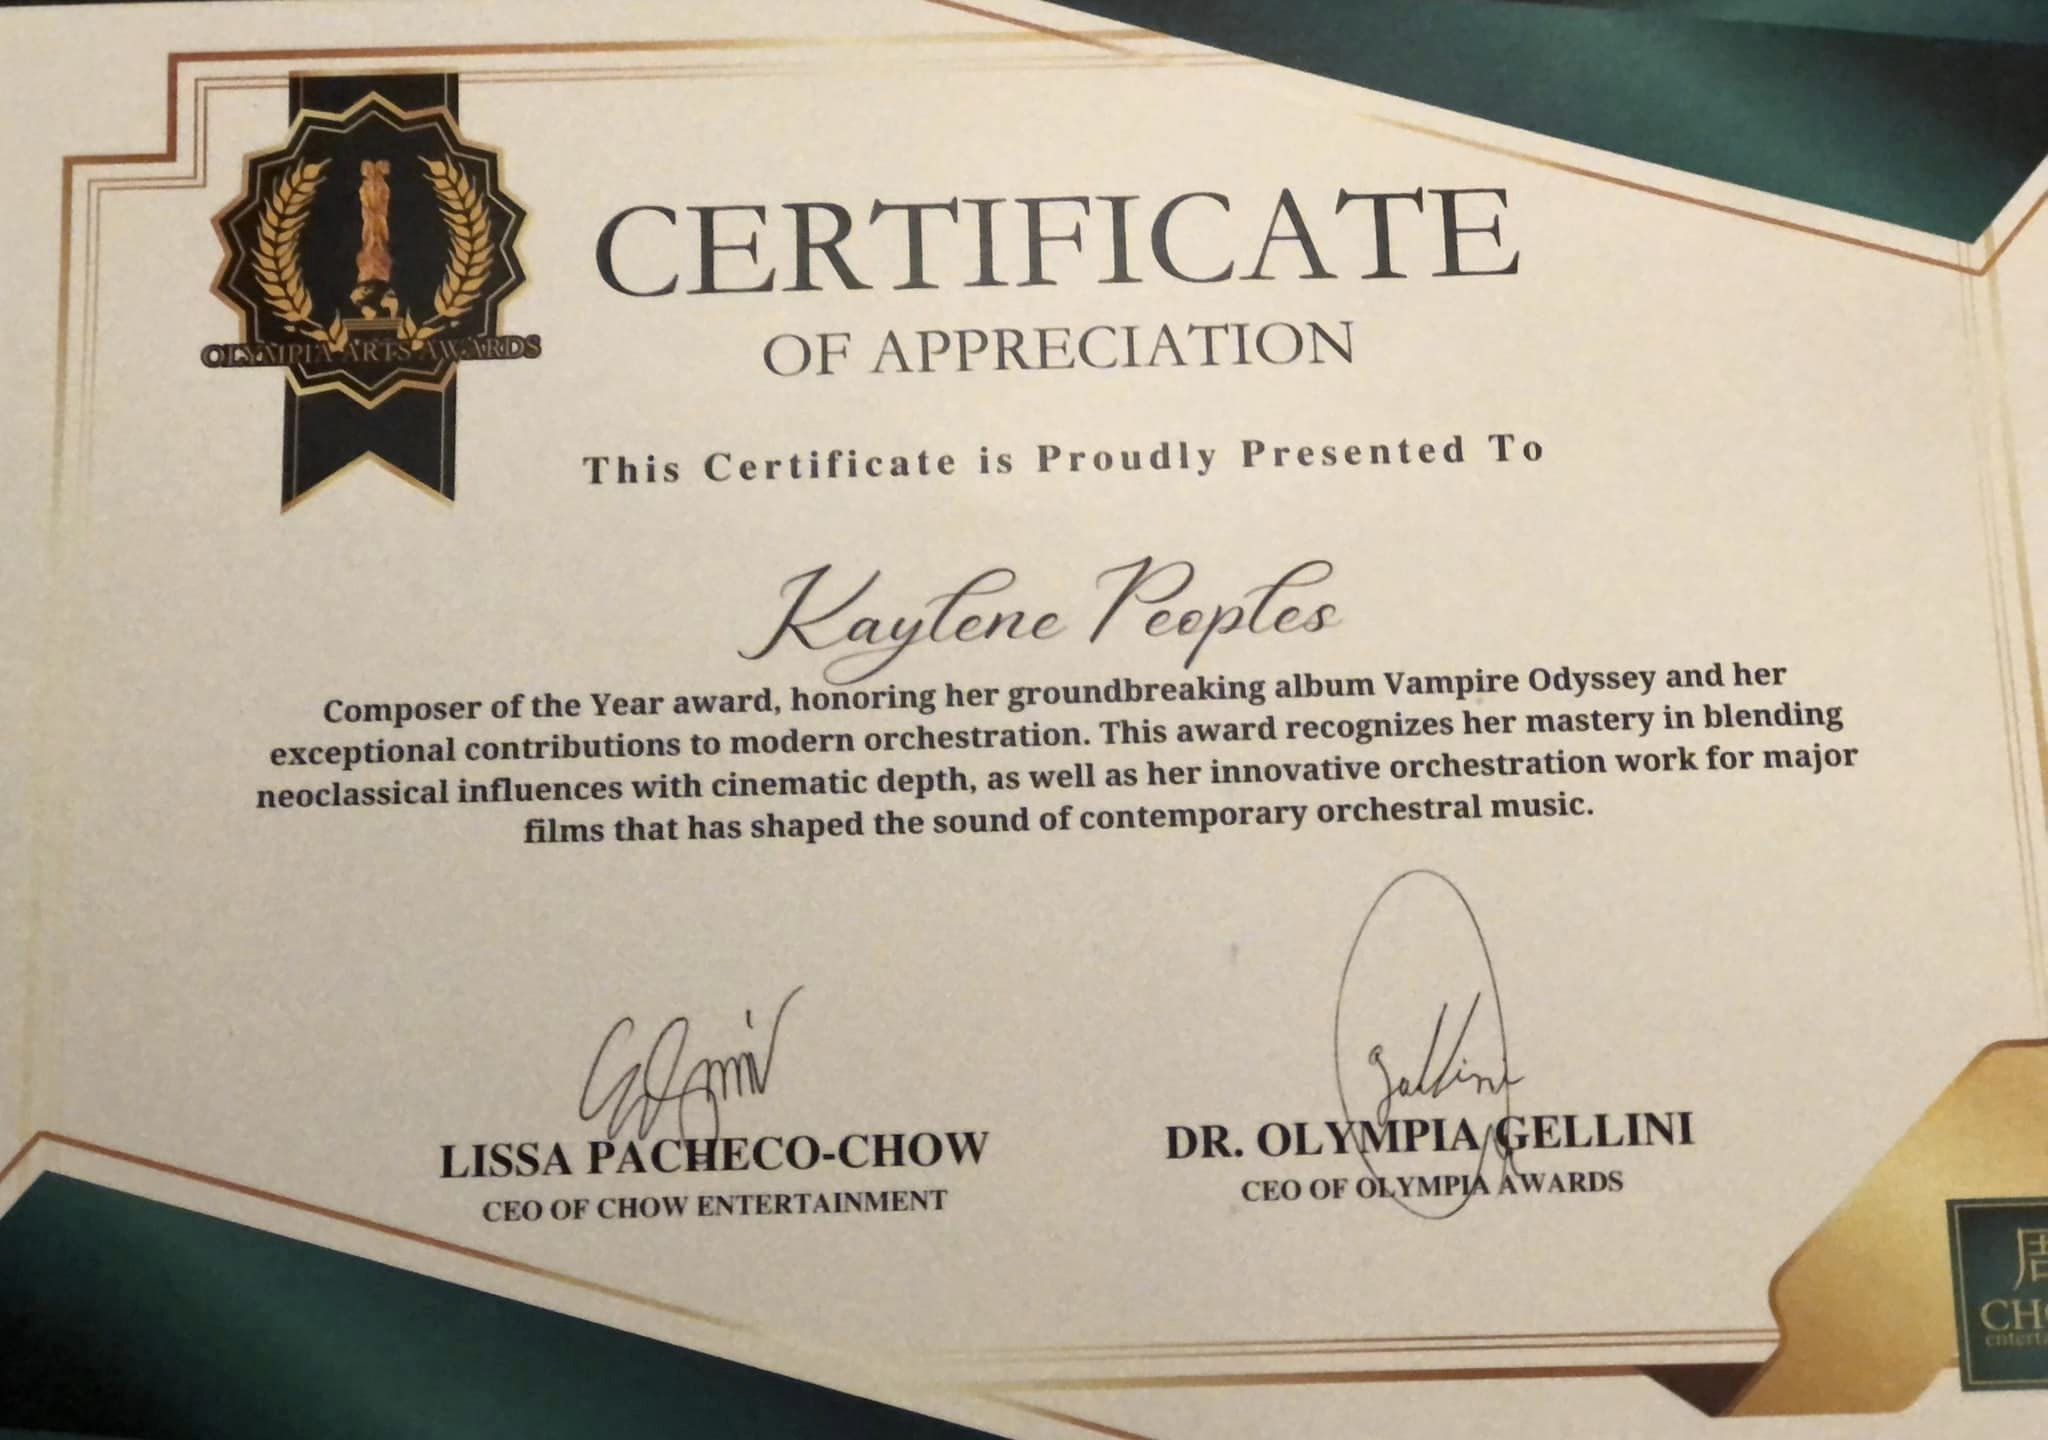 OLYMPIA ARTS AWARDS
CERTIFICATE
OF APPRECIATION
This Certificate is Proudly Presented To
Kaylene Peoples
Composer of the Year award, honoring her groundbreaking album Vampire Odyssey and her
exceptional contributions to modern orchestration. This award recognizes her mastery in blending
neoclassical influences with cinematic depth, as well as her innovative orchestration work for major
films that has shaped the sound of contemporary orchestral music.
Gellini
LISSA PACHECO-CHOW
CEO OF CHOW ENTERTAINMENT
DR. OLYMPIA GELLINI
CEO OF OLYMPIA AWARDS